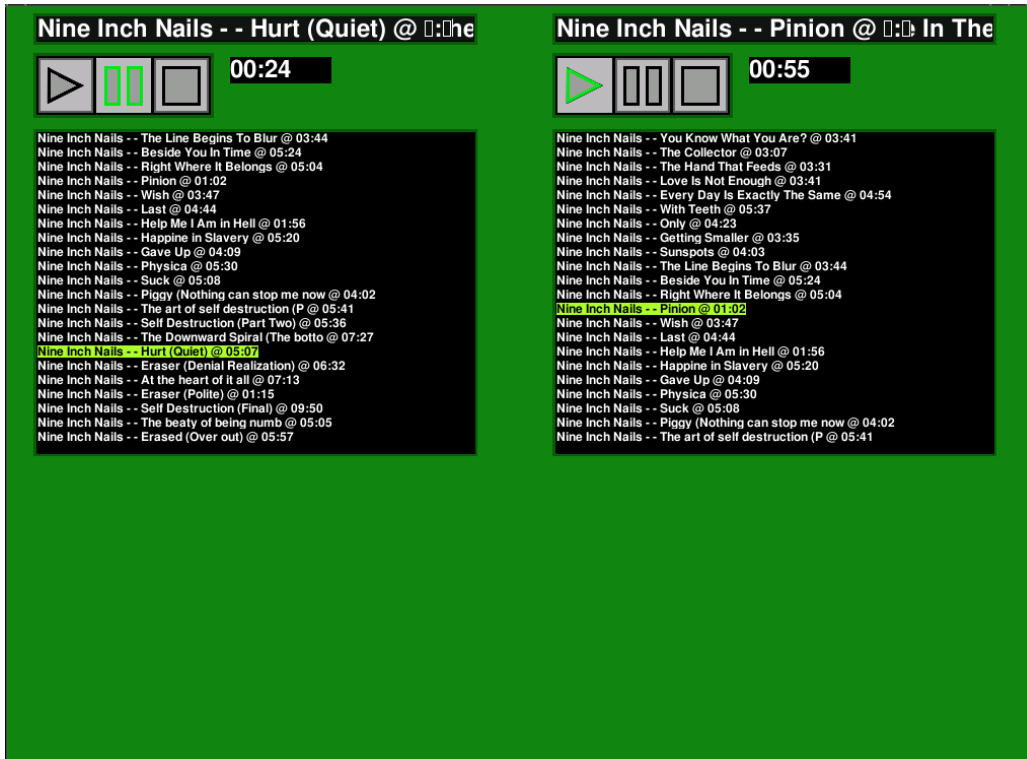 Nine Inch Nails - - Hurt (Quiet) @ ▯:▯he
00:24
Nine Inch Nails - - The Line Begins To Blur @ 03:44
Nine Inch Nails - - Beside You In Time @ 05:24
Nine Inch Nails - - Right Where It Belongs @ 05:04
Nine Inch Nails - - Pinion @ 01:02
Nine Inch Nails - - Wish @ 03:47
Nine Inch Nails - - Last @ 04:44
Nine Inch Nails - - Help Me I Am in Hell @ 01:56
Nine Inch Nails - - Happine in Slavery @ 05:20
Nine Inch Nails - - Gave Up @ 04:09
Nine Inch Nails - - Physica @ 05:30
Nine Inch Nails - - Suck @ 05:08
Nine Inch Nails - - Piggy (Nothing can stop me now @ 04:02
Nine Inch Nails - - The art of self destruction (P @ 05:41
Nine Inch Nails - - Self Destruction (Part Two) @ 05:36
Nine Inch Nails - - The Downward Spiral (The botto @ 07:27
Nine Inch Nails - - Hurt (Quiet) @ 05:07
Nine Inch Nails - - Eraser (Denial Realization) @ 06:32
Nine Inch Nails - - At the heart of it all @ 07:13
Nine Inch Nails - - Eraser (Polite) @ 01:15
Nine Inch Nails - - Self Destruction (Final) @ 09:50
Nine Inch Nails - - The beaty of being numb @ 05:05
Nine Inch Nails - - Erased (Over out) @ 05:57
Nine Inch Nails - - Pinion @ ▯:▯ In The
00:55
Nine Inch Nails - - You Know What You Are? @ 03:41
Nine Inch Nails - - The Collector @ 03:07
Nine Inch Nails - - The Hand That Feeds @ 03:31
Nine Inch Nails - - Love Is Not Enough @ 03:41
Nine Inch Nails - - Every Day Is Exactly The Same @ 04:54
Nine Inch Nails - - With Teeth @ 05:37
Nine Inch Nails - - Only @ 04:23
Nine Inch Nails - - Getting Smaller @ 03:35
Nine Inch Nails - - Sunspots @ 04:03
Nine Inch Nails - - The Line Begins To Blur @ 03:44
Nine Inch Nails - - Beside You In Time @ 05:24
Nine Inch Nails - - Right Where It Belongs @ 05:04
Nine Inch Nails - - Pinion @ 01:02
Nine Inch Nails - - Wish @ 03:47
Nine Inch Nails - - Last @ 04:44
Nine Inch Nails - - Help Me I Am in Hell @ 01:56
Nine Inch Nails - - Happine in Slavery @ 05:20
Nine Inch Nails - - Gave Up @ 04:09
Nine Inch Nails - - Physica @ 05:30
Nine Inch Nails - - Suck @ 05:08
Nine Inch Nails - - Piggy (Nothing can stop me now @ 04:02
Nine Inch Nails - - The art of self destruction (P @ 05:41